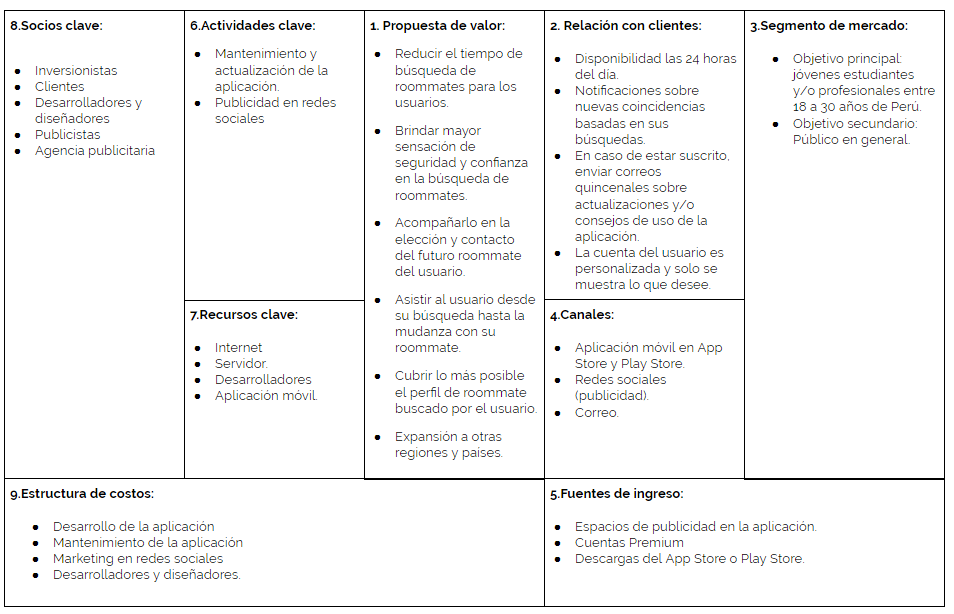 8.Socios clave:
● Inversionistas
● Clientes
● Desarrolladores y
diseñadores
● Publicistas
● Agencia publicitaria
6.Actividades clave:
● Mantenimiento y
actualización de la
aplicación.
● Publicidad en redes
sociales
7.Recursos clave:
● Internet
● Servidor.
● Desarrolladores
● Aplicación móvil.
1. Propuesta de valor:
● Reducir el tiempo de
búsqueda de
roommates para los
usuarios.
● Brindar mayor
sensación de
seguridad y confianza
en la búsqueda de
roommates.
● Acompañarlo en la
elección y contacto
del futuro roommate
del usuario.
● Asistir al usuario desde
su búsqueda hasta la
mudanza con su
roommate.
● Cubrir lo más posible
el perfil de roommate
buscado por el usuario.
● Expansión a otras
regiones y países.
2. Relación con clientes:
● Disponibilidad las 24 horas
del día.
● Notificaciones sobre
nuevas coincidencias
basadas en sus
búsquedas.
● En caso de estar suscrito,
enviar correos
quincenales sobre
actualizaciones y/o
consejos de uso de la
aplicación.
● La cuenta del usuario es
personalizada y solo se
muestra lo que desee.
4.Canales:
● Aplicación móvil en App
Store y Play Store.
● Redes sociales
(publicidad).
● Correo.
3.Segmento de mercado:
● Objetivo principal:
jóvenes estudiantes
y/o profesionales entre
18 a 30 años de Perú.
● Objetivo secundario:
Público en general.
9.Estructura de costos:
● Desarrollo de la aplicación
● Mantenimiento de la aplicación
● Marketing en redes sociales
● Desarrolladores y diseñadores.
5.Fuentes de ingreso:
● Espacios de publicidad en la aplicación.
● Cuentas Premium
● Descargas del App Store o Play Store.